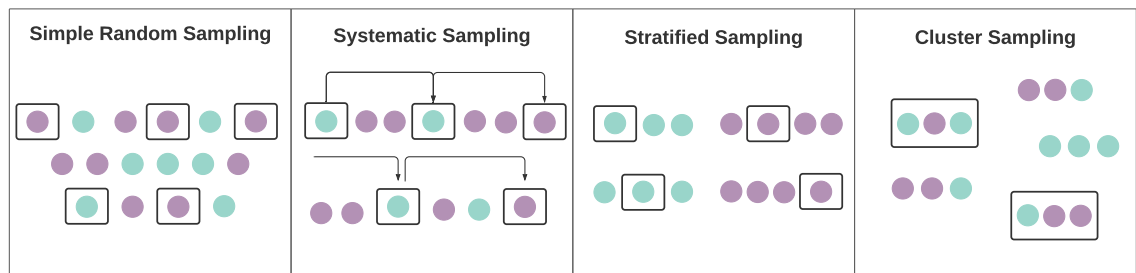 Simple Random Sampling
Systematic Sampling
Stratified Sampling
Cluster Sampling